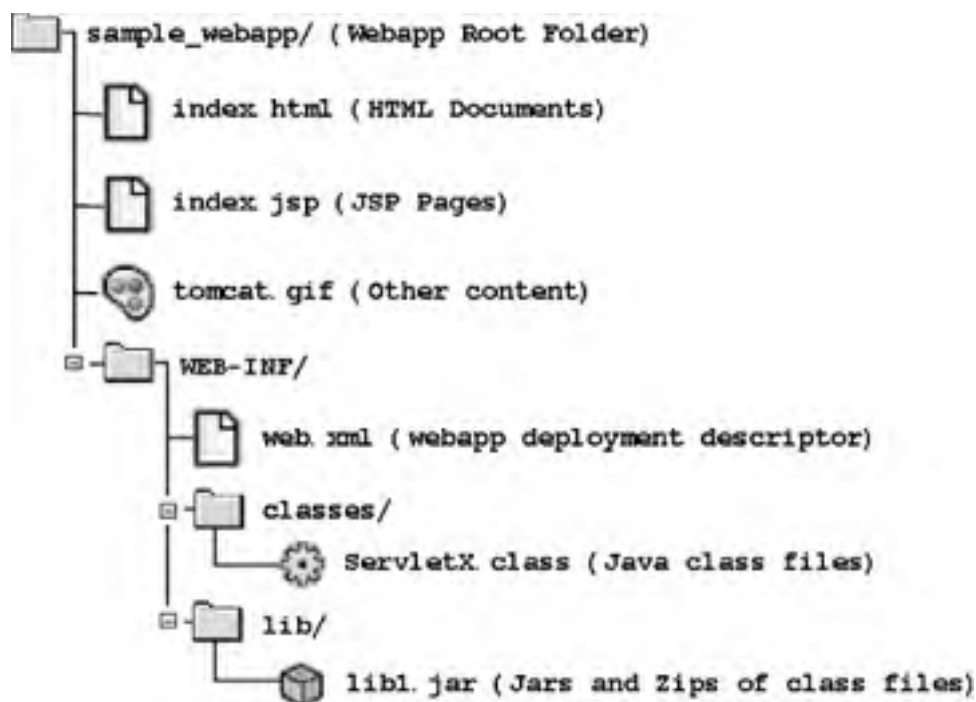 sample_webapp/ (Webapp Root Folder)
index.html (HTML Documents)
index.jsp (JSP Pages)
tomcat.gif (Other content)
WEB-INF/
web.xml (webapp deployment descriptor)
classes/
ServletX.class (Java class files)
lib/
lib1.jar (Jars and Zips of class files)